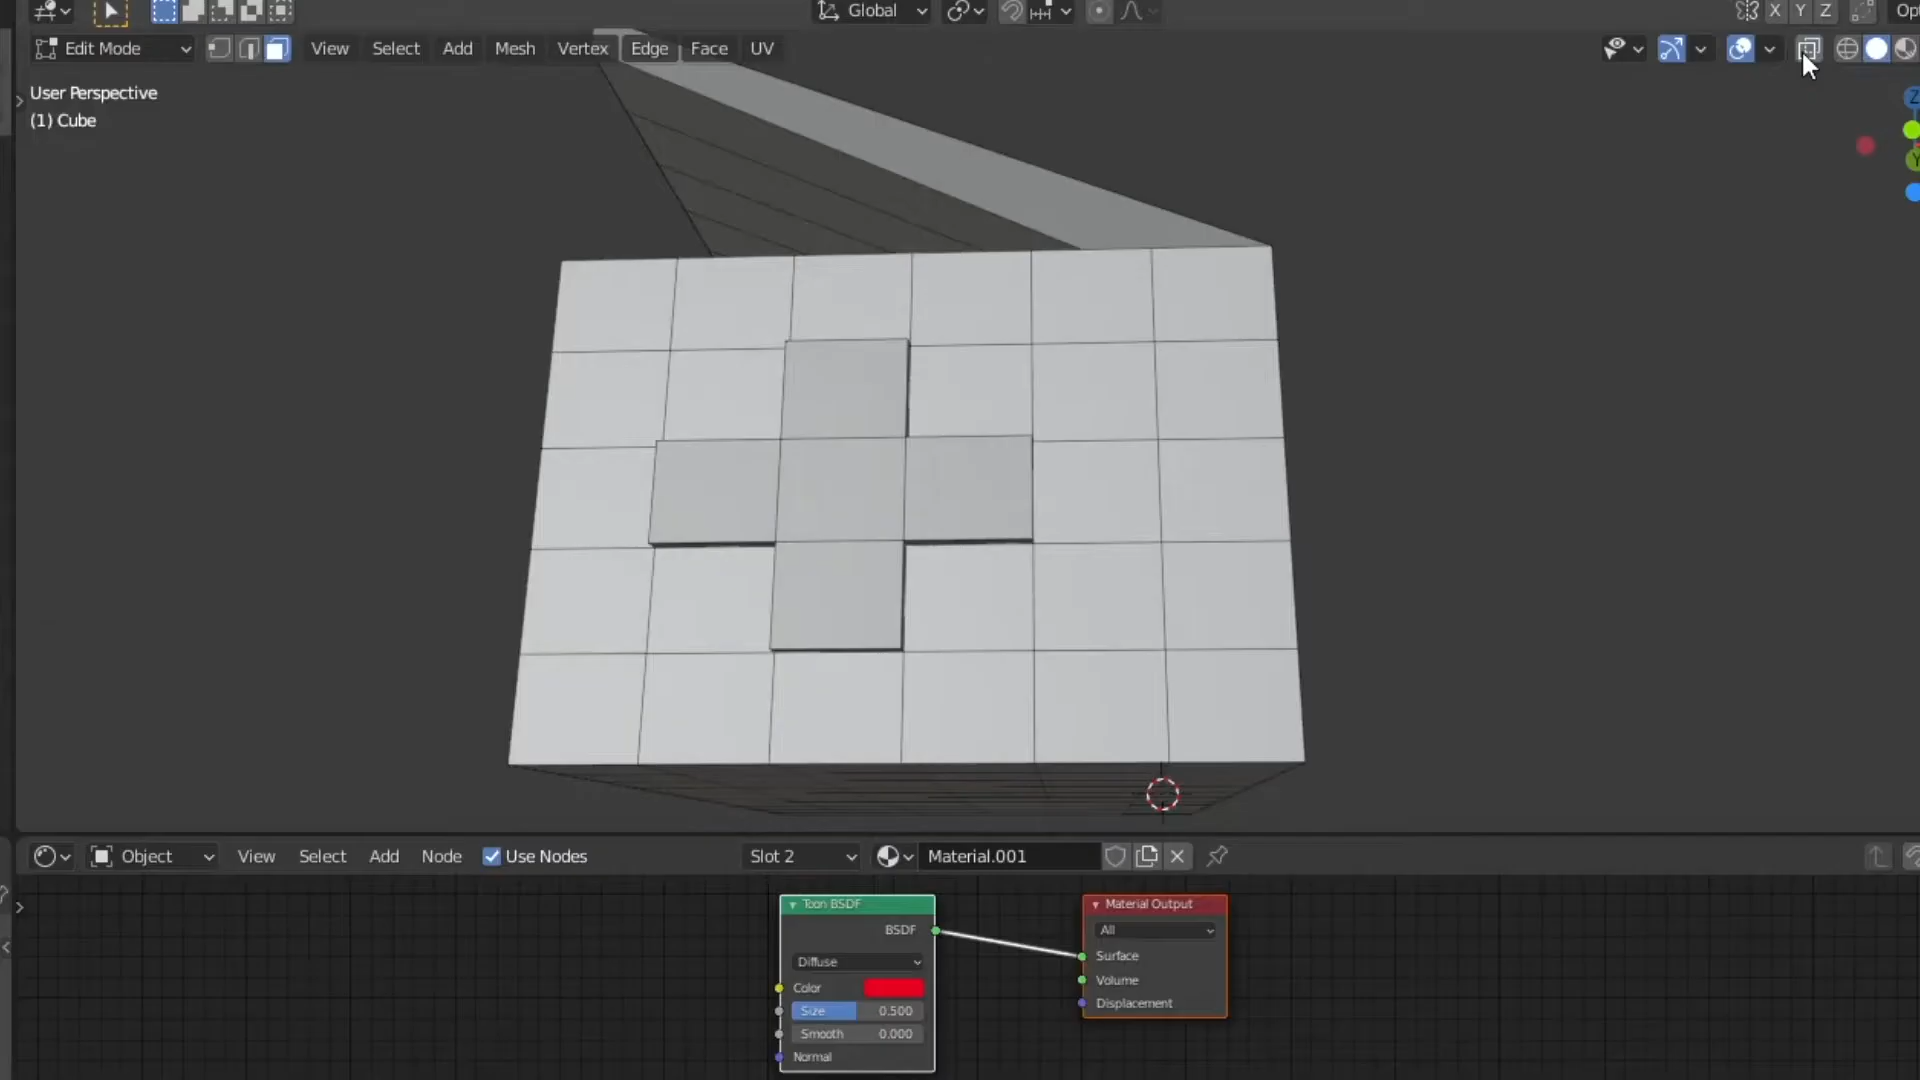 Global
X Y Z
Edit Mode
View Select Add Mesh Vertex Edge Face UV
User Perspective
(1) Cube
Z
Y
Object
View Select Add Node Use Nodes
Slot 2
Material.001
Toon BSDF
BSDF
Diffuse
Color
Size 0.500
Smooth 0.000
Normal
Material Output
All
Surface
Volume
Displacement